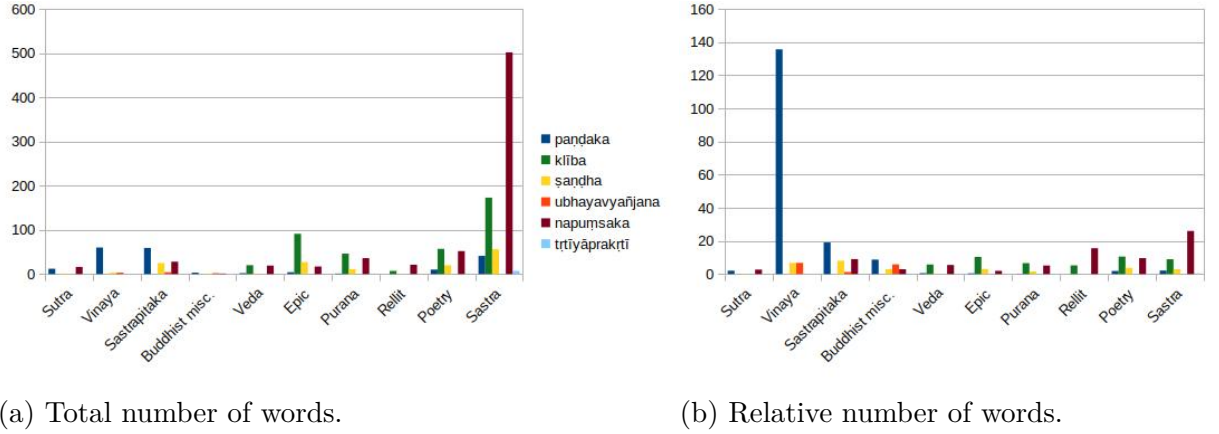 600
500
400
300
200
100
0
Sutra
Vinaya
Sastrapitaka
Buddhist misc.
Veda
Epic
Purana
Rellit
Poetry
Sastra
paṇḍaka
klība
ṣaṇḍha
ubhayavyañjana
napuṃsaka
tṛtīyāprakṛtī
160
140
120
100
80
60
40
20
0
Sutra
Vinaya
Sastrapitaka
Buddhist misc.
Veda
Epic
Purana
Rellit
Poetry
Sastra
(a) Total number of words.
(b) Relative number of words.